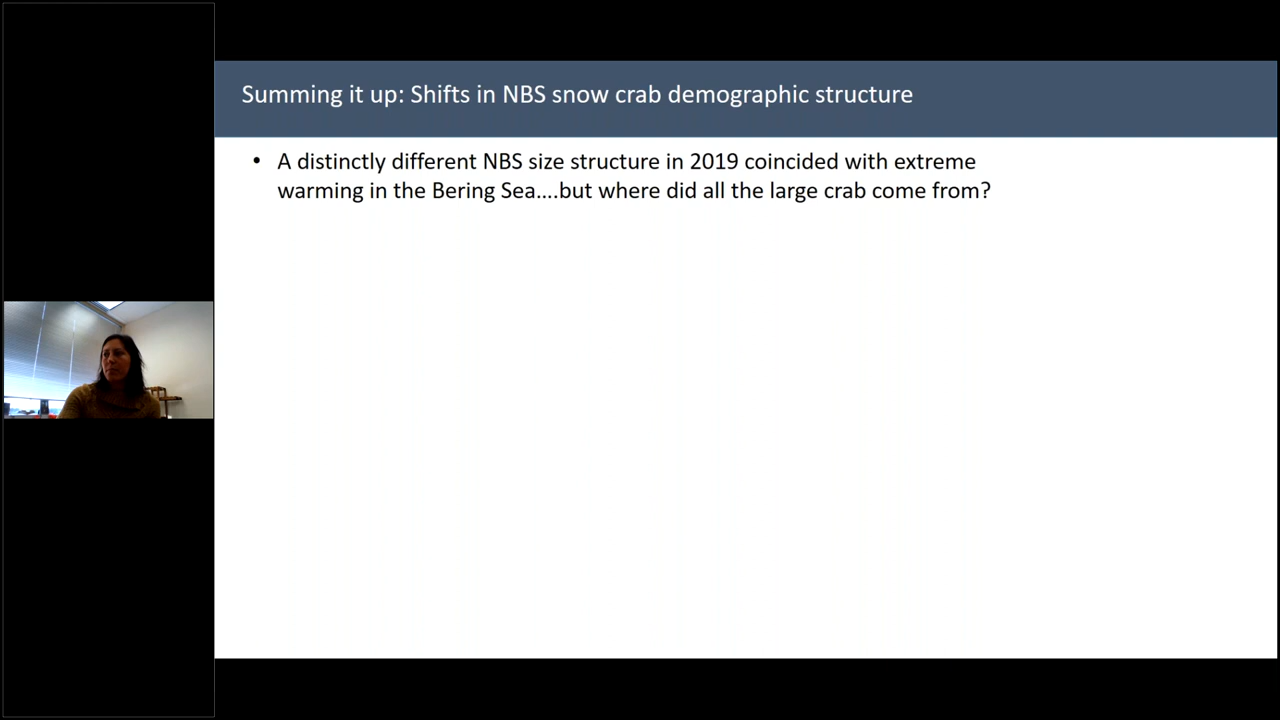 Summing it up: Shifts in NBS snow crab demographic structure
• A distinctly different NBS size structure in 2019 coincided with extreme
warming in the Bering Sea....but where did all the large crab come from?